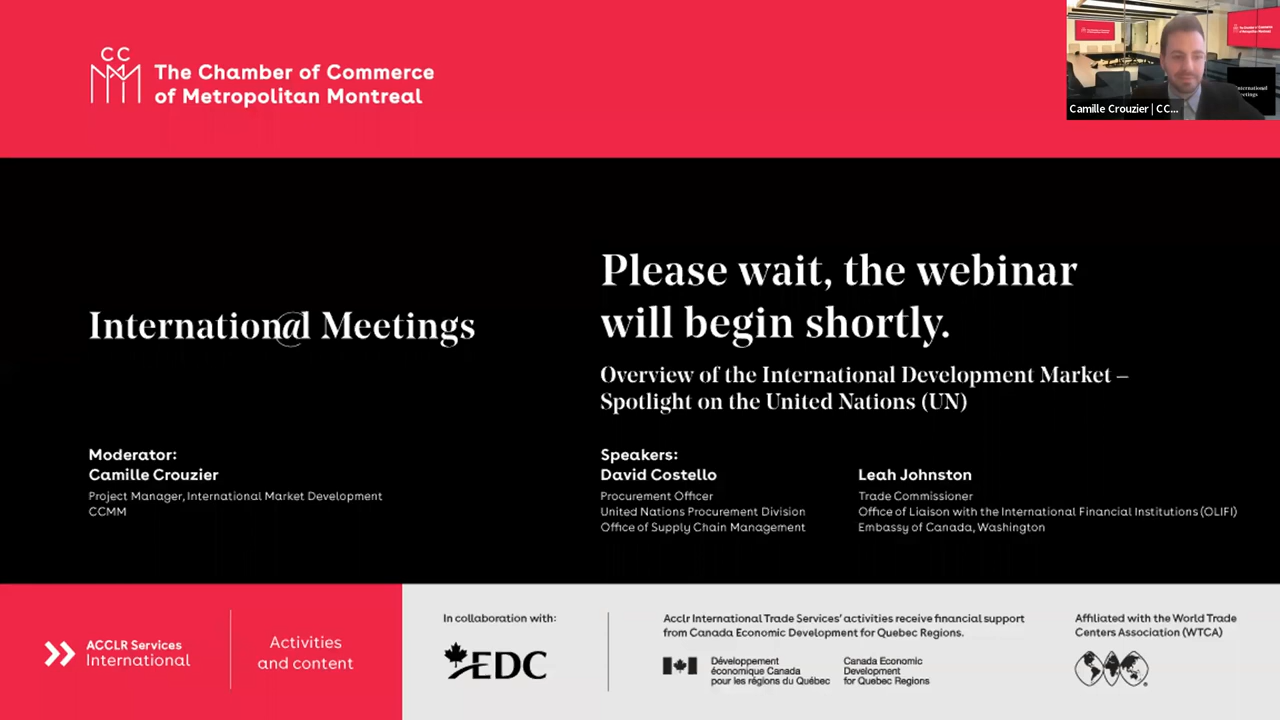 CC
MM
The Chamber of Commerce
of Metropolitan Montreal
Camille Crouzier | CC...
Internation@l Meetings
Please wait, the webinar
will begin shortly.
Overview of the International Development Market –
Spotlight on the United Nations (UN)
Moderator:
Camille Crouzier
Project Manager, International Market Development
CCMM
Speakers:
David Costello
Procurement Officer
United Nations Procurement Division
Office of Supply Chain Management
Leah Johnston
Trade Commissioner
Office of Liaison with the International Financial Institutions (OLIFI)
Embassy of Canada, Washington
ACCLR Services
International
Activities
and content
In collaboration with:
EDC
Acclr International Trade Services' activities receive financial support
from Canada Economic Development for Quebec Regions.
Développement
économique Canada
pour les régions du Québec
Canada Economic
Development
for Quebec Regions
Affiliated with the World Trade
Centers Association (WTCA)